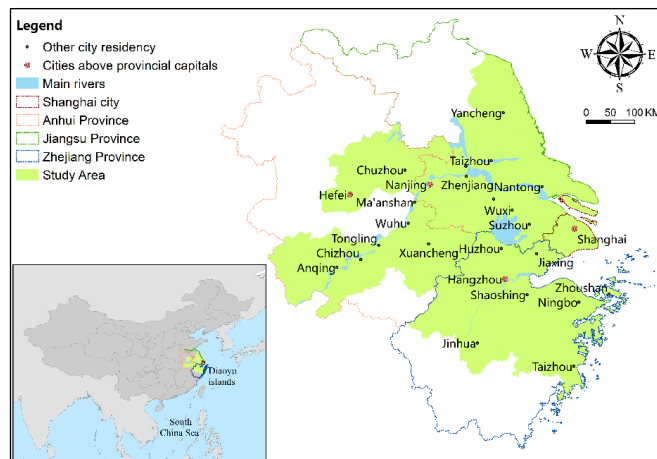 Legend
Other city residency
Cities above provincial capitals
Main rivers
Shanghai city
Anhui Province
Jiangsu Province
Zhejiang Province
Study Area
N
W E
S
0 50 100 KM
Yancheng
Chuzhou
Taizhou
Hefei
Nanjing
Zhenjiang
Nantong
Ma'anshan
Wuxi
Wuhu
Suzhou
Shanghai
Tongling
Chizhou
Xuancheng
Huzhou
Jiaxing
Anqing
Hangzhou
Zhoushan
Shaoshing
Ningbo
Jinhua
Taizhou
Diaoyu
islands
South
China Sea